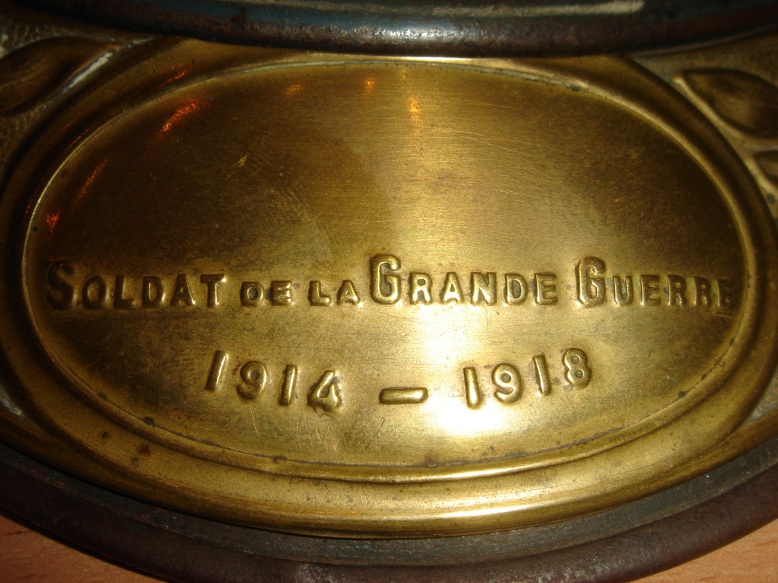 SOLDAT DE LA GRANDE GUERRE
1914 - 1918